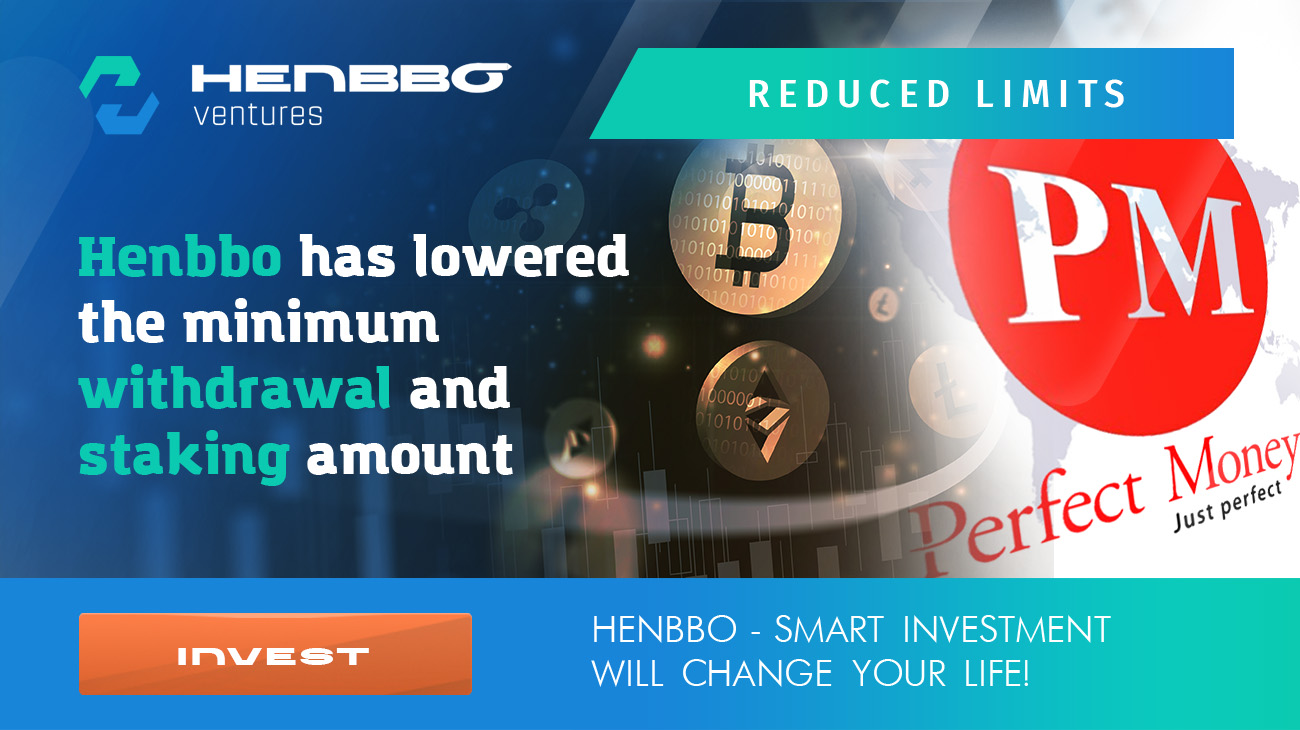 HENBBO
ventures
REDUCED LIMITS
Henbbo has lowered
the minimum
withdrawal and
staking amount
PM
Perfect Money
Just perfect
INVEST
HENBBO - SMART INVESTMENT
WILL CHANGE YOUR LIFE!